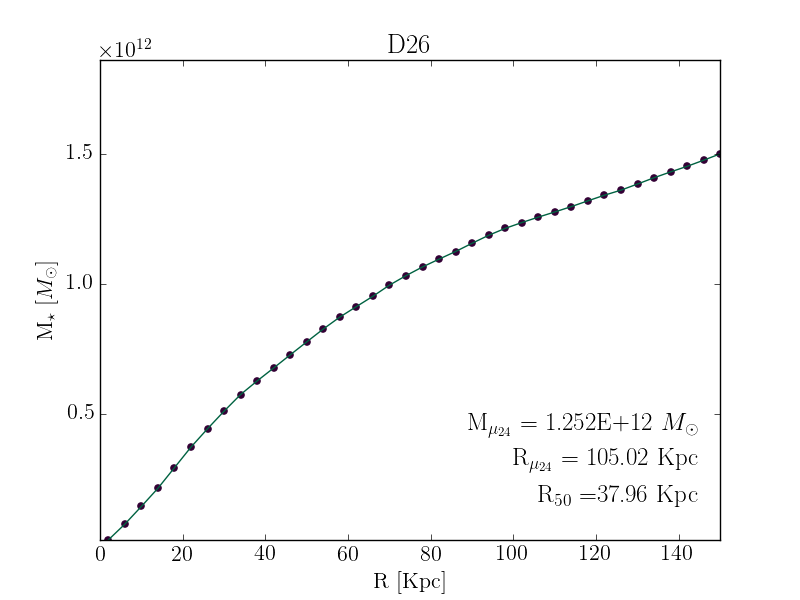 D26
×10¹²
1.5
1.0
0.5
M⋆ [M⊙]
M_μ₂₄ = 1.252E+12 M⊙
R_μ₂₄ = 105.02 Kpc
R₅₀ =37.96 Kpc
0 20 40 60 80 100 120 140
R [Kpc]